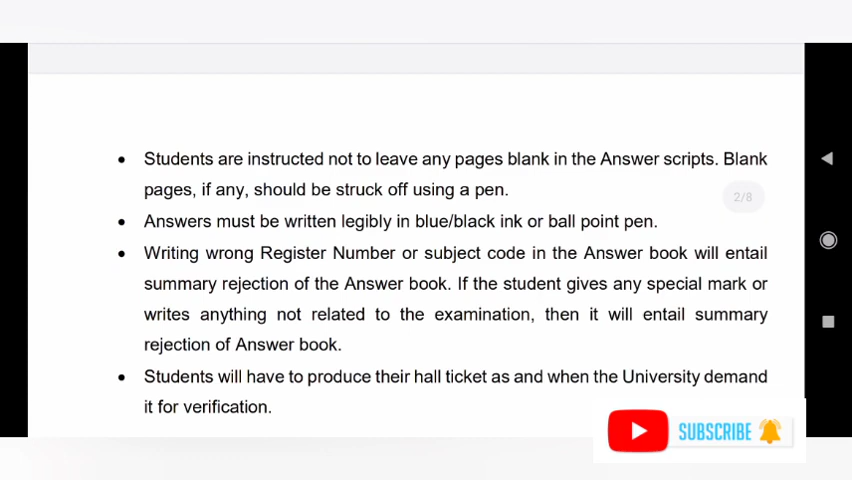 • Students are instructed not to leave any pages blank in the Answer scripts. Blank
pages, if any, should be struck off using a pen.
2/8
• Answers must be written legibly in blue/black ink or ball point pen.
• Writing wrong Register Number or subject code in the Answer book will entail
summary rejection of the Answer book. If the student gives any special mark or
writes anything not related to the examination, then it will entail summary
rejection of Answer book.
• Students will have to produce their hall ticket as and when the University demand
it for verification.
SUBSCRIBE